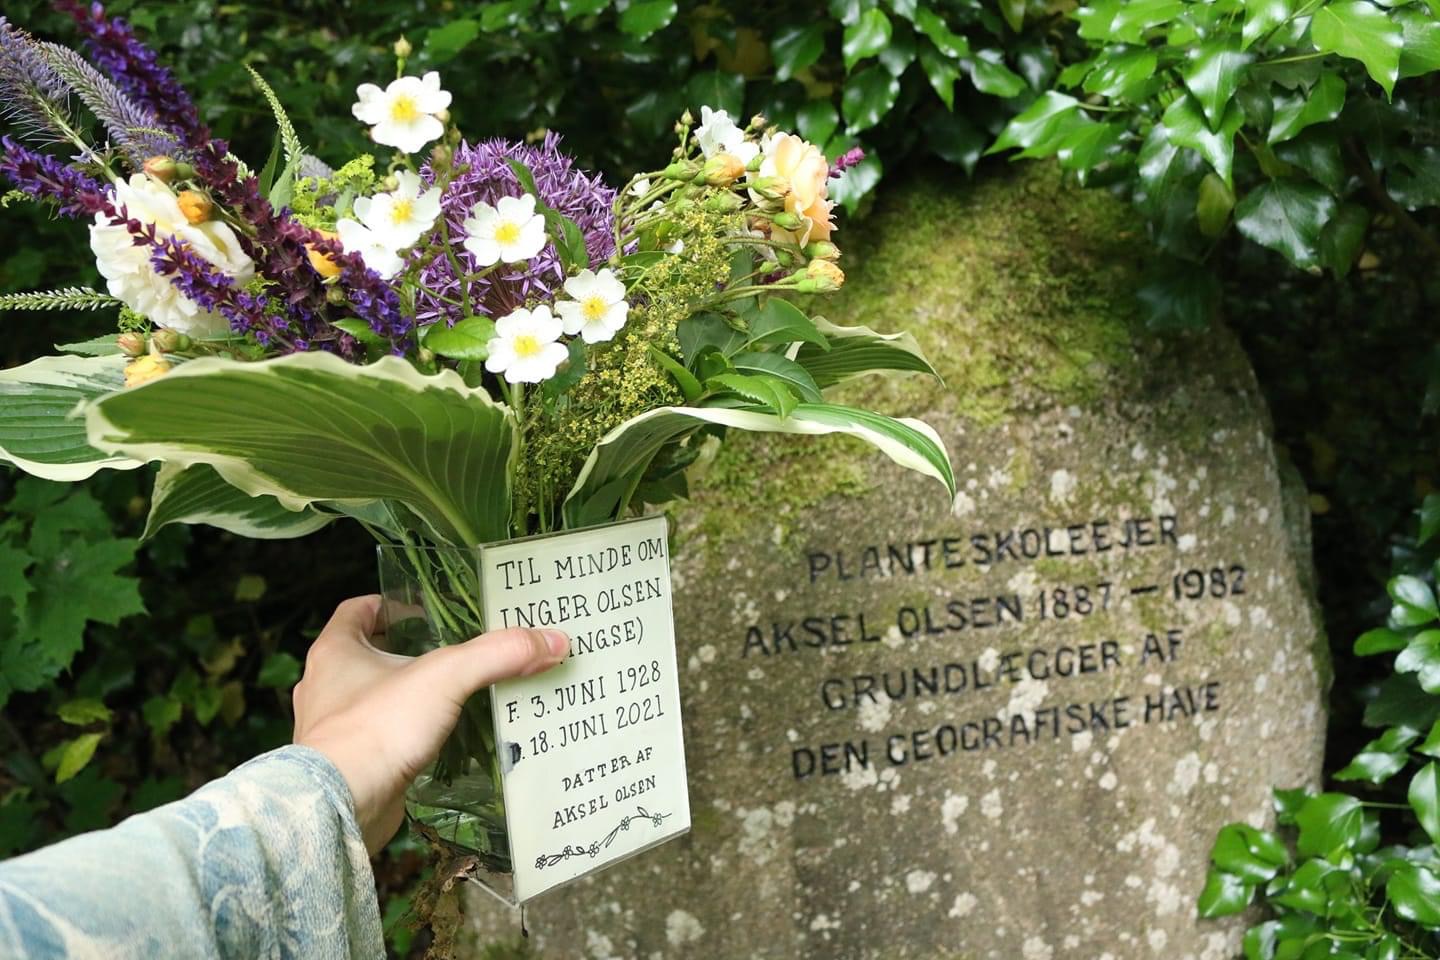 TIL MINDE OM
INGER OLSEN
INGSE)
F. 3. JUNI 1928
D. 18. JUNI 2021
DATTER AF
AKSEL OLSEN
PLANTESKOLEEJER
AKSEL OLSEN 1887 – 1982
GRUNDLÆGGER AF
DEN GEOGRAFISKE HAVE